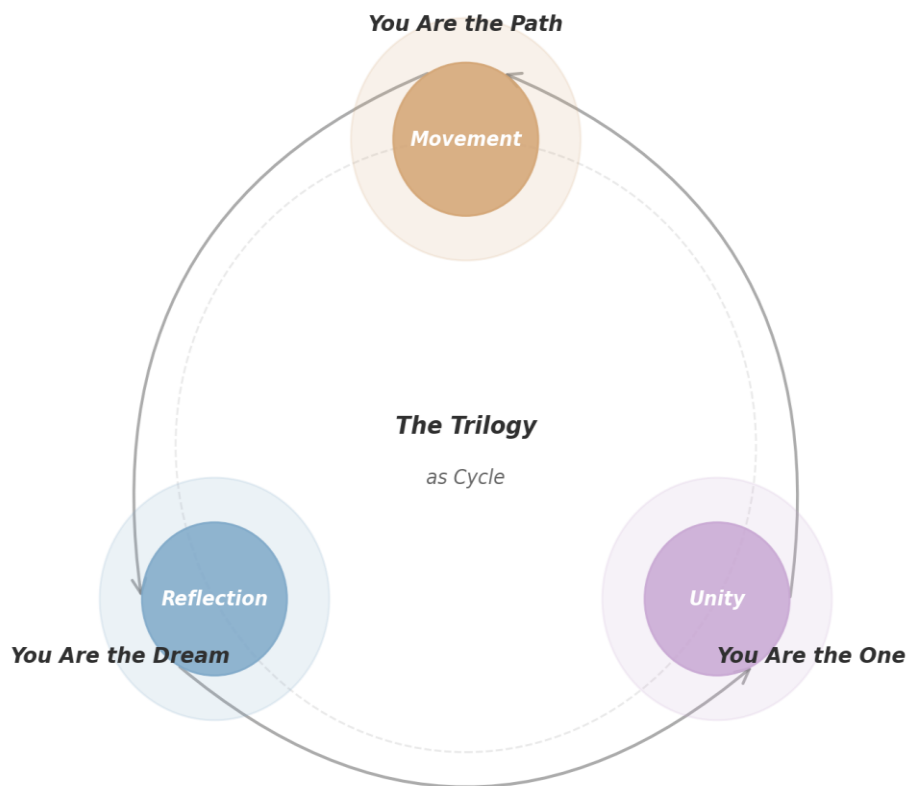 You Are the Path
Movement
The Trilogy
as Cycle
Reflection
Unity
You Are the Dream
You Are the One